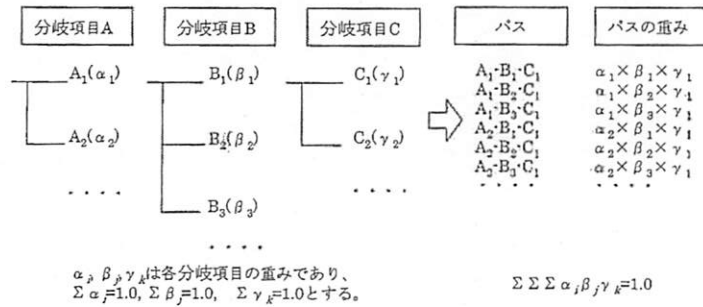 分岐項目A 分岐項目B 分岐項目C パス パスの重み
A₁(α₁) B₁(β₁) C₁(γ₁) A₁-B₁-C₁ α₁×β₁×γ₁
A₁-B₂-C₁ α₁×β₂×γ₁
A₁-B₃-C₁ α₁×β₃×γ₁
A₂(α₂) B₂(β₂) C₂(γ₂) A₂-B₁-C₁ α₂×β₁×γ₁
A₂-B₂-C₁ α₂×β₂×γ₁
A₂-B₃-C₁ α₂×β₃×γ₁
・・・・ ・・・・ ・・・・ ・・・・
B₃(β₃)
・・・・
αᵢ, βⱼ, γₖは各分岐項目の重みであり、
Σαᵢ=1.0, Σβⱼ=1.0, Σγₖ=1.0とする。 ΣΣΣαᵢβⱼγₖ=1.0